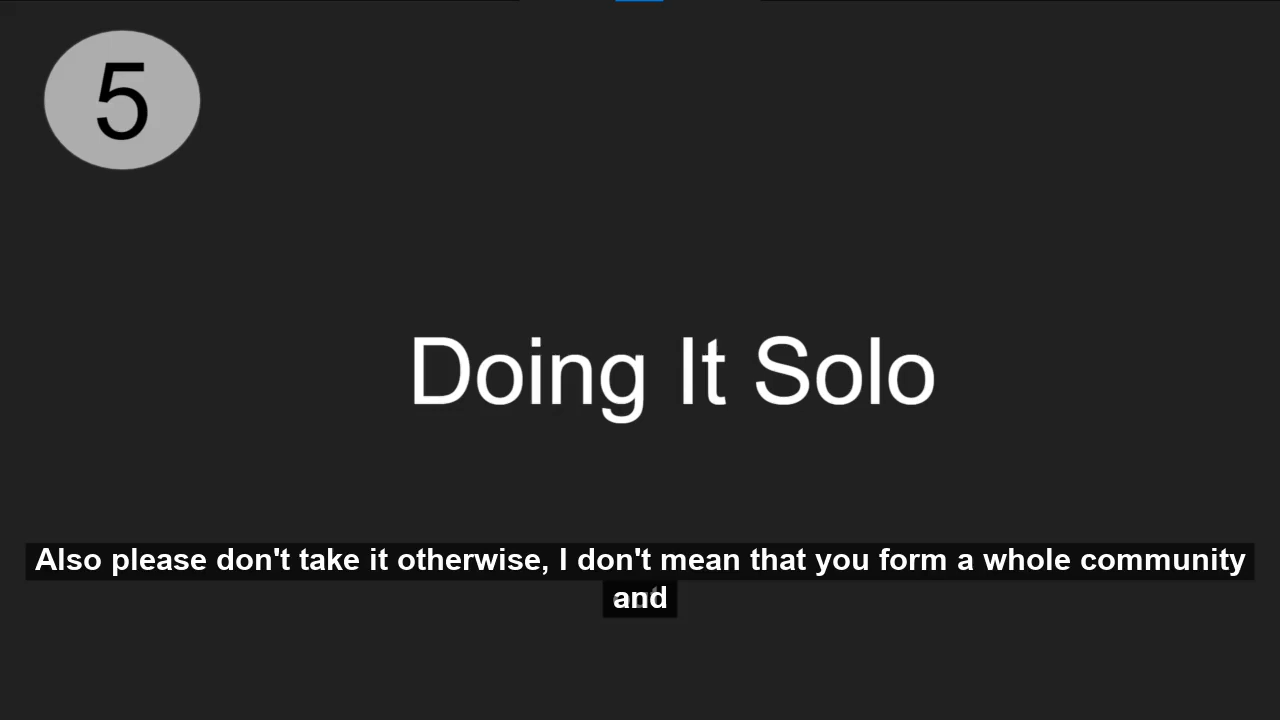 5
Doing It Solo
Also please don't take it otherwise, I don't mean that you form a whole community
and